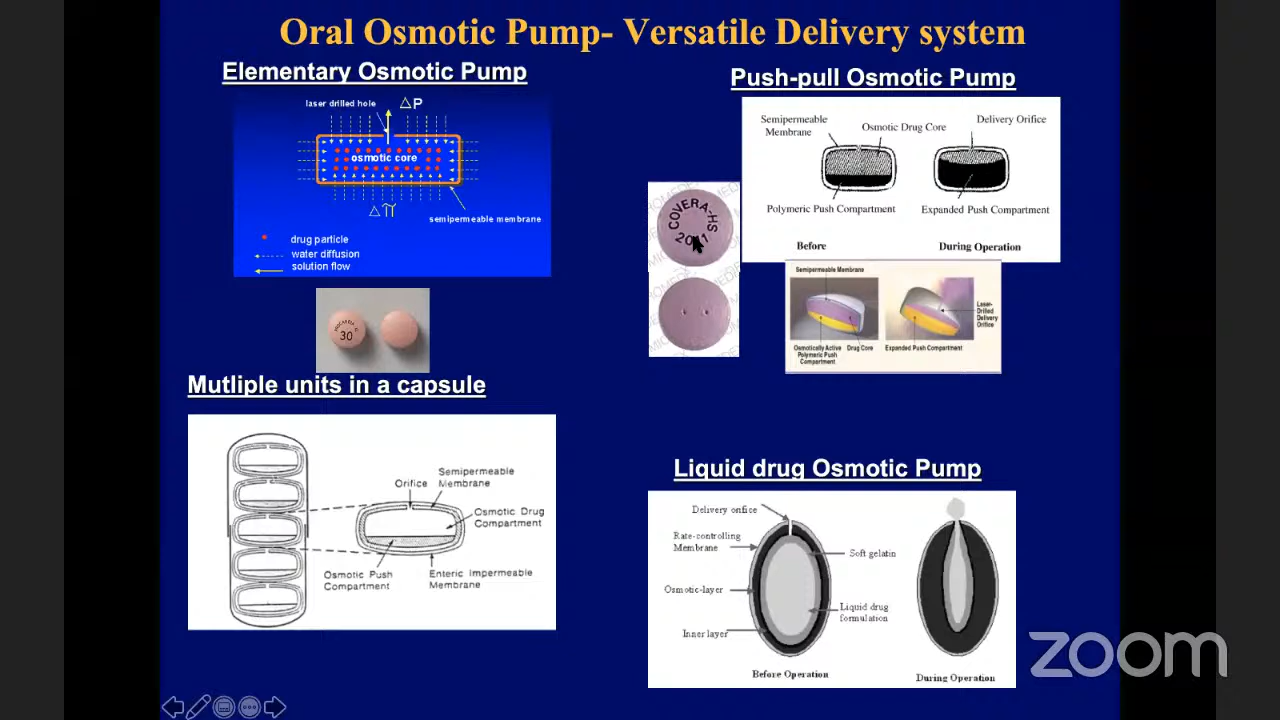 Oral Osmotic Pump- Versatile Delivery system
Elementary Osmotic Pump
laser drilled hole
△P
osmotic core
△π
semipermeable membrane
drug particle
water diffusion
solution flow
30
Mutliple units in a capsule
Orifice
Semipermeable
Membrane
Osmotic Drug
Compartment
Osmotic Push
Compartment
Enteric Impermeable
Membrane
Push-pull Osmotic Pump
Semipermeable
Membrane
Osmotic Drug Core
Delivery Orifice
Polymeric Push Compartment
Expanded Push Compartment
Before
During Operation
COVERA-HS
Semipermeable Membrane
Laser-
Drilled
Delivery
Orifice
Osmotically Active
Polymeric Push
Compartment
Drug Core
Expanded Push Compartment
Liquid drug Osmotic Pump
Delivery orifice
Rate-controlling
Membrane
Soft gelatin
Osmotic-layer
Liquid drug
formulation
Inner layer
Before Operation
During Operation
zoom